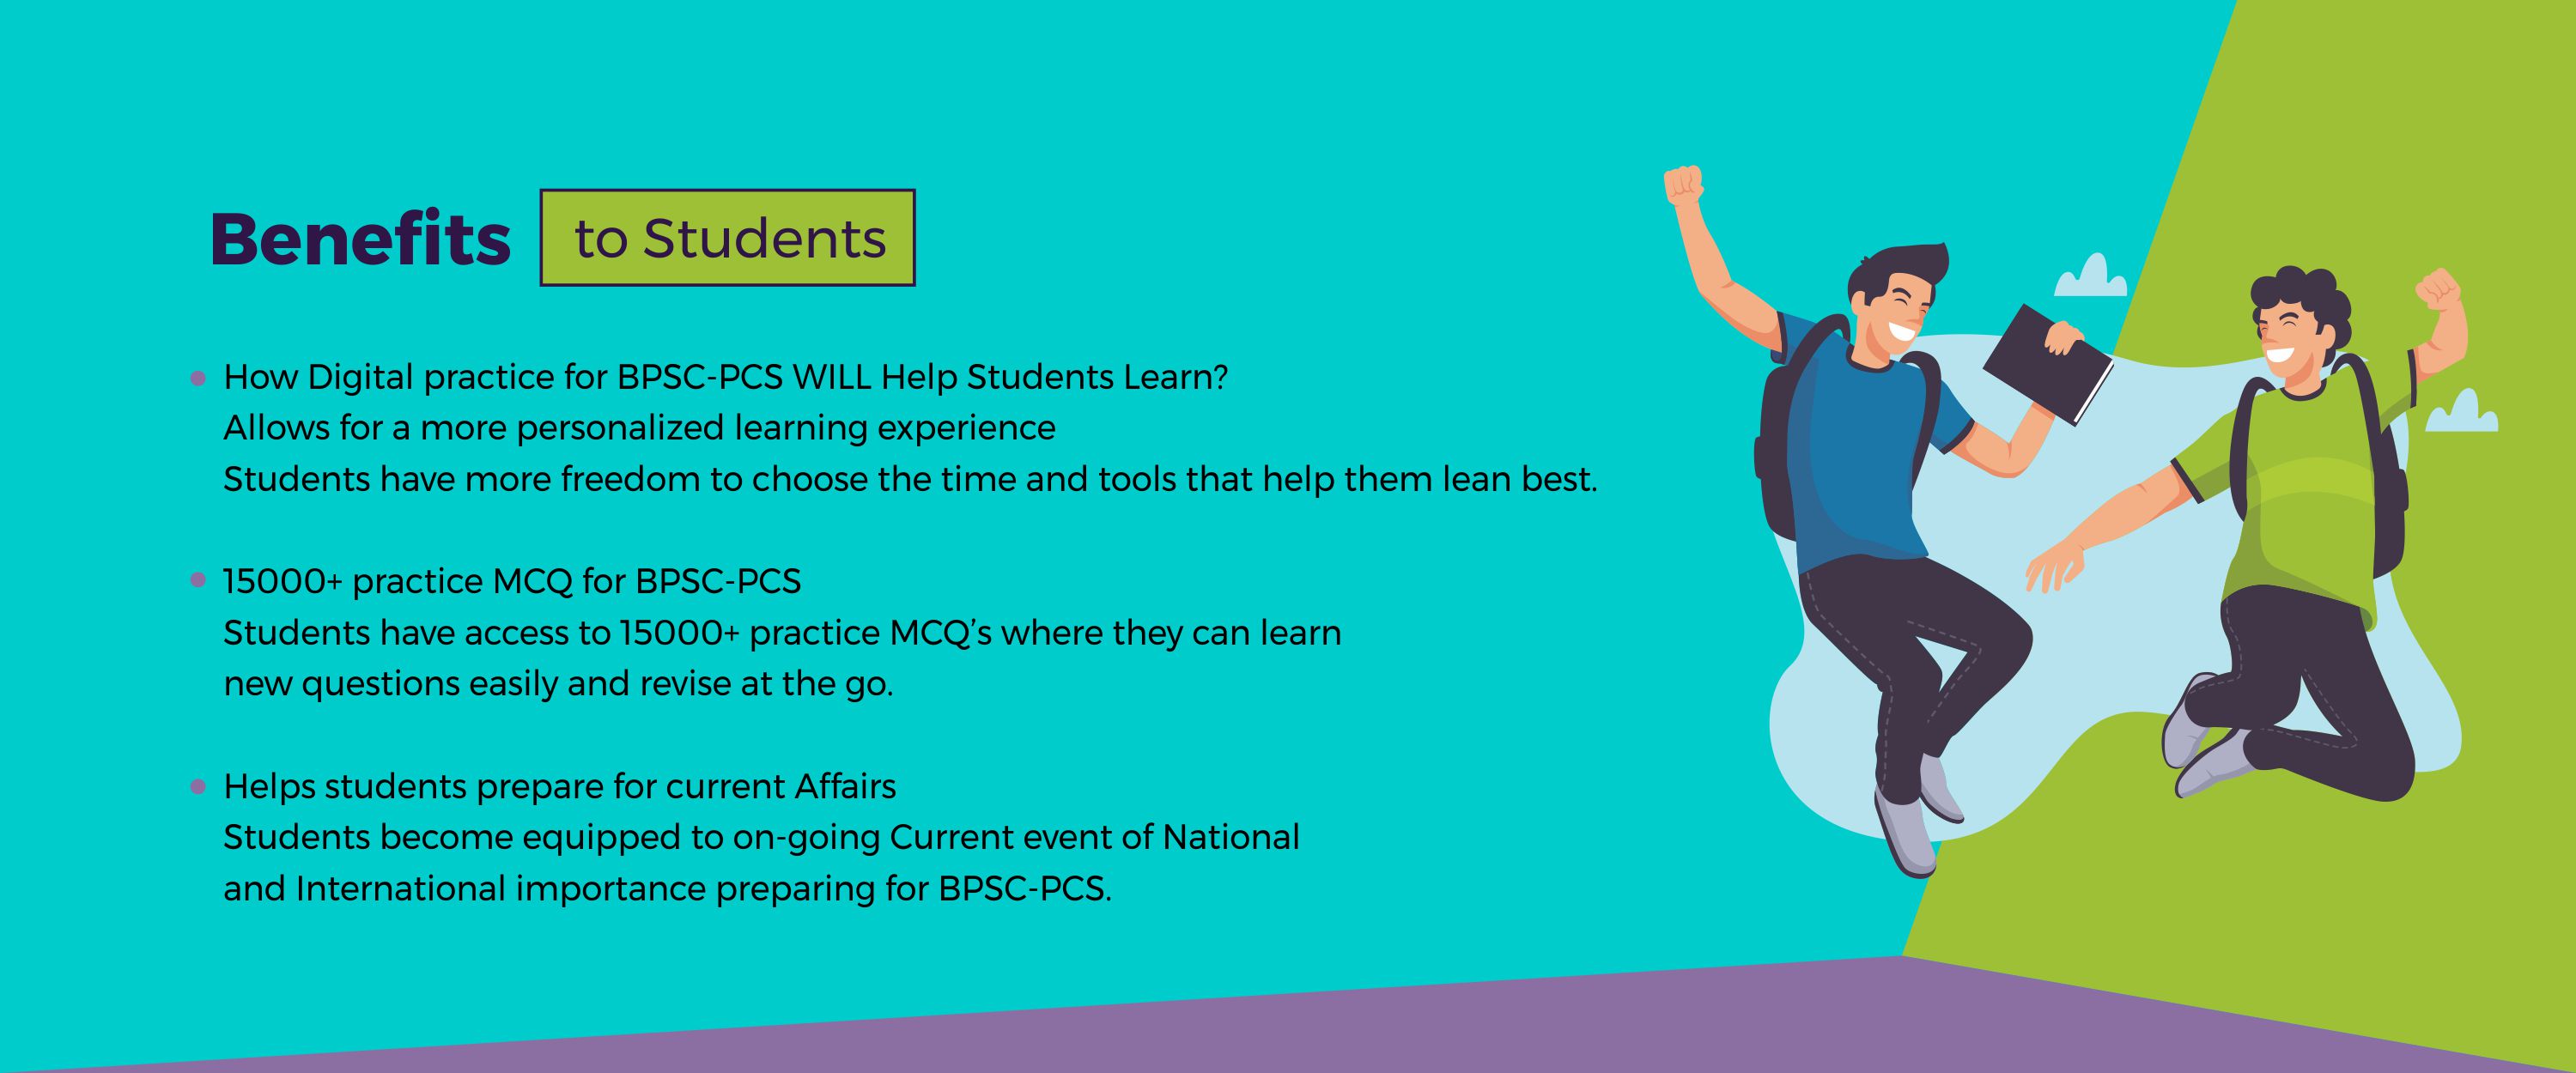 Benefits to Students
How Digital practice for BPSC-PCS WILL Help Students Learn?
Allows for a more personalized learning experience
Students have more freedom to choose the time and tools that help them lean best.
15000+ practice MCQ for BPSC-PCS
Students have access to 15000+ practice MCQ’s where they can learn
new questions easily and revise at the go.
Helps students prepare for current Affairs
Students become equipped to on-going Current event of National
and International importance preparing for BPSC-PCS.